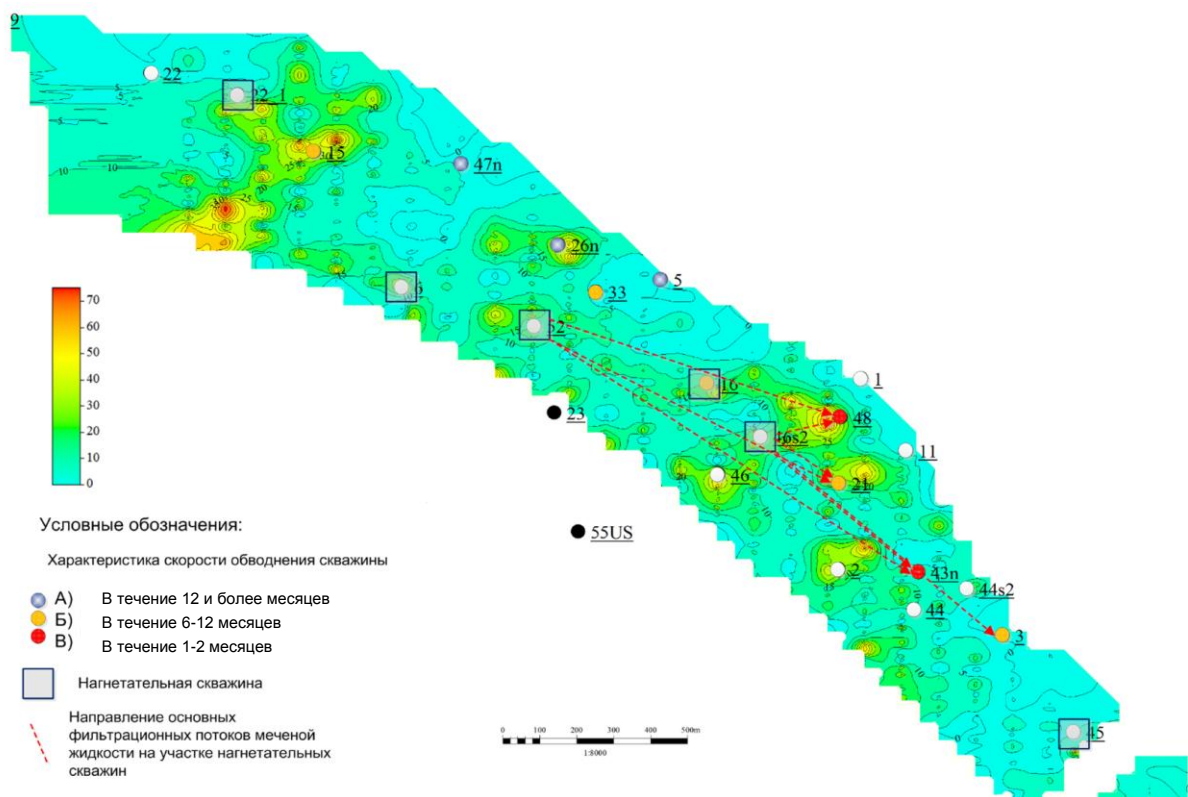 9
22
22_1
15
47n
26n
33
5
6
52
16
1
48
46s2
11
46
21
23
55US
2
43n
44s2
44
3
45
70
60
50
40
30
20
10
0
Условные обозначения:
Характеристика скорости обводнения скважины
А) В течение 12 и более месяцев
Б) В течение 6-12 месяцев
В) В течение 1-2 месяцев
Нагнетательная скважина
Направление основных
фильтрационных потоков меченой
жидкости на участке нагнетательных
скважин
0 100 200 300 400 500m
1:8000